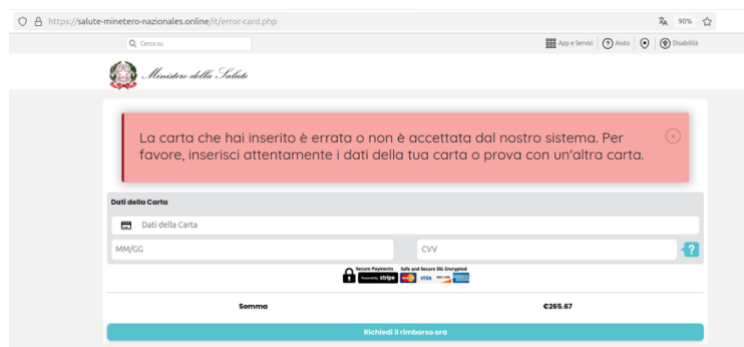 https://salute-minetero-nazionales.online/it/error-card.php
90%
Cerca su
App e Servizi
Aiuto
Disabilità
Ministero della Salute
La carta che hai inserito è errata o non è accettata dal nostro sistema. Per
favore, inserisci attentamente i dati della tua carta o prova con un'altra carta.
Dati della Carta
Dati della Carta
MM/GG
CVV
?
Secure Payments
Safe and Secure SSL Encrypted
Powered by stripe
VISA
Somma
€265.67
Richiedi il rimborso ora